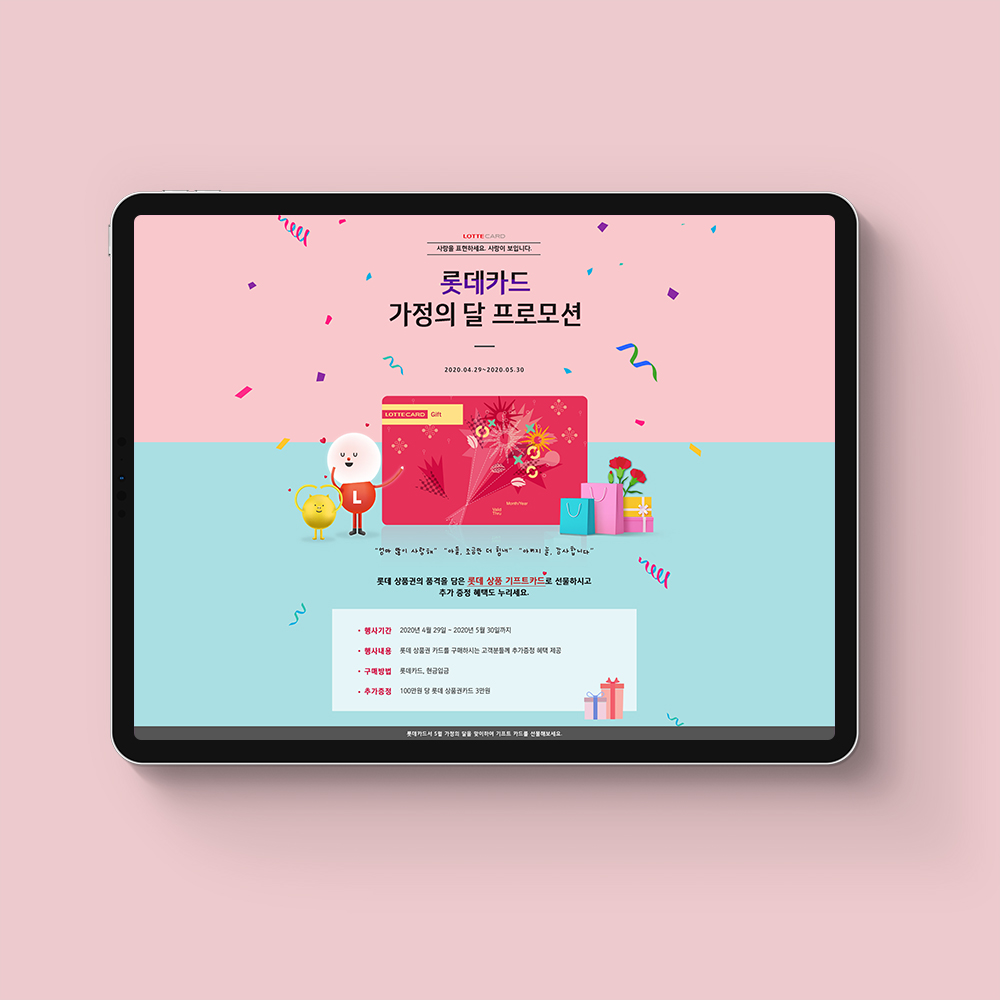 LOTTE CARD
사랑을 표현하세요. 사랑이 보입니다.
롯데카드
가정의 달 프로모션
2020.04.29~2020.05.30
LOTTE CARD Gift
L
Month/Year
Valid
Thru
"엄마 많이 사랑해" "아들, 조금만 더 힘내" "아버지 늘, 감사합니다"
롯데 상품권의 품격을 담은 롯데 상품 기프트카드로 선물하시고
추가 증정 혜택도 누리세요.
• 행사기간 2020년 4월 29일 ~ 2020년 5월 30일까지
• 행사내용 롯데 상품권 카드를 구매하시는 고객분들께 추가증정 혜택 제공
• 구매방법 롯데카드, 현금입금
• 추가증정 100만원 당 롯데 상품권카드 3만원
롯데카드서 5월 가정의 달을 맞이하여 기프트 카드를 선물해보세요.